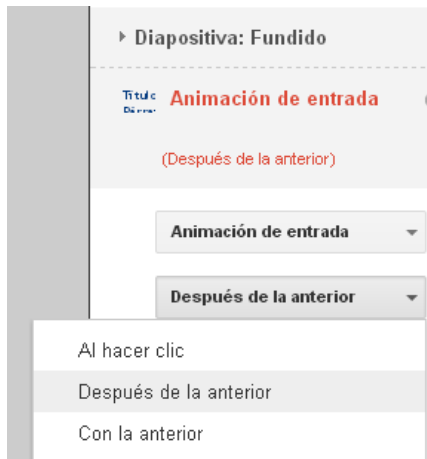 Diapositiva: Fundido
Título
Animación de entrada
(Después de la anterior)
Animación de entrada
Después de la anterior
Al hacer clic
Después de la anterior
Con la anterior